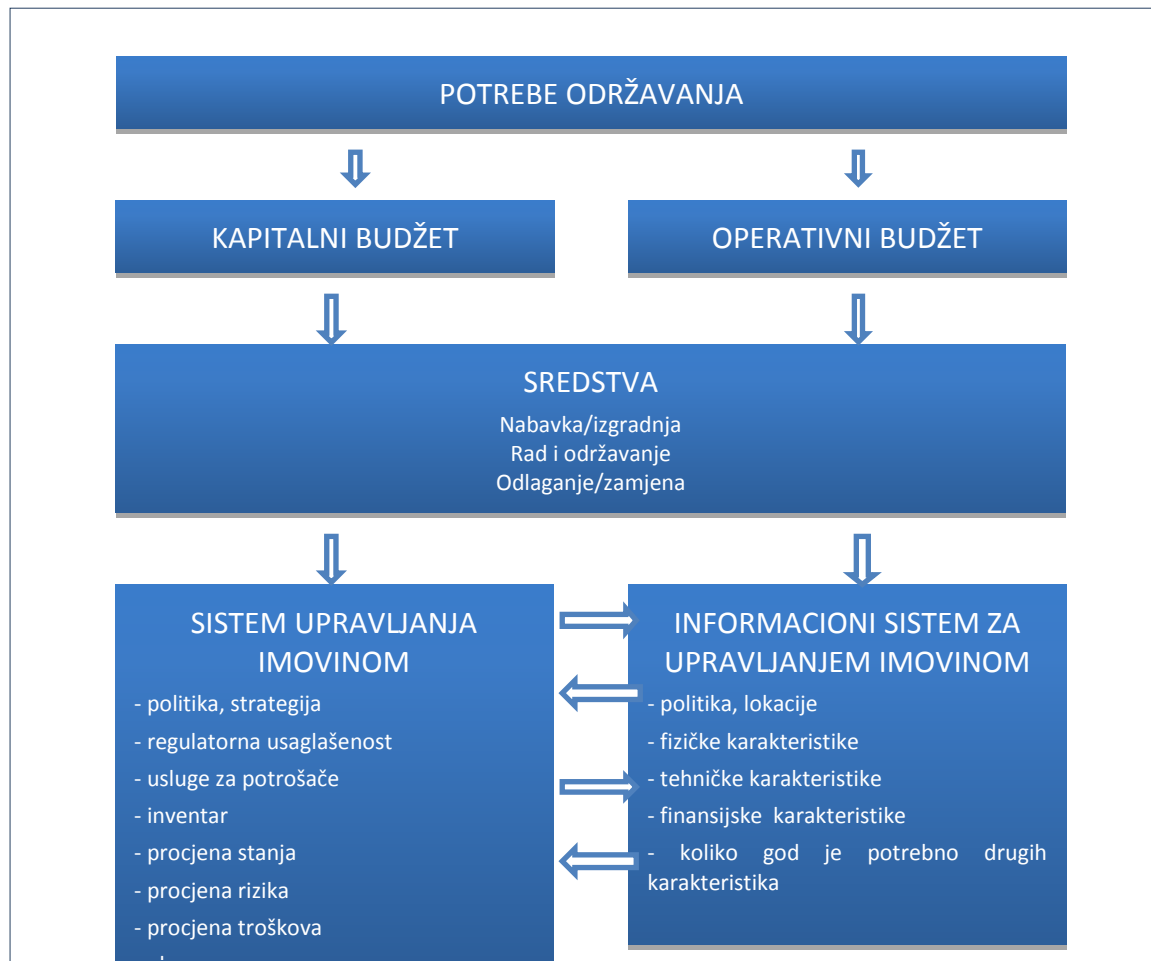 POTREBE ODRŽAVANJA
KAPITALNI BUDŽET
OPERATIVNI BUDŽET
SREDSTVA
Nabavka/izgradnja
Rad i održavanje
Odlaganje/zamjena
SISTEM UPRAVLJANJA
IMOVINOM
- politika, strategija
- regulatorna usaglašenost
- usluge za potrošače
- inventar
- procjena stanja
- procjena rizika
- procjena troškova
INFORMACIONI SISTEM ZA
UPRAVLJANJEM IMOVINOM
- politika, lokacije
- fizičke karakteristike
- tehničke karakteristike
- finansijske karakteristike
- koliko god je potrebno drugih
karakteristika